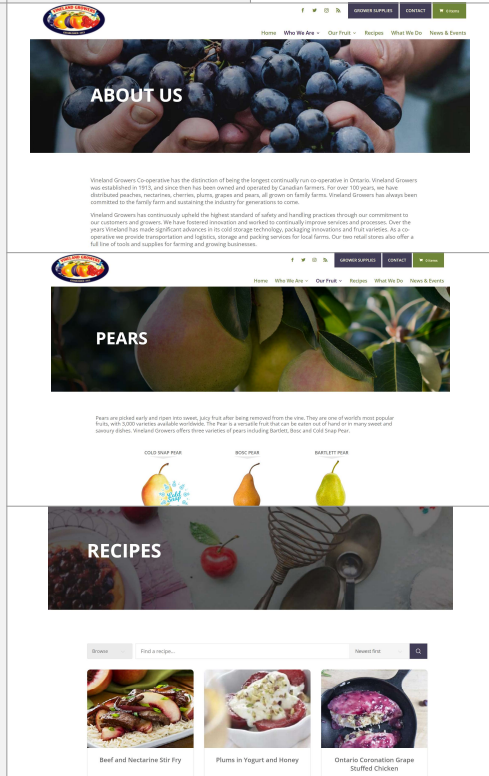 VINELAND GROWERS
GROWER SUPPLIES
CONTACT
0 Items
Home Who We Are Our Fruit Recipes What We Do News & Events
ABOUT US
Vineland Growers Co-operative has the distinction of being the longest continually run co-operative in Ontario. Vineland Growers
was established in 1913, and since then has been owned and operated by Canadian farmers. For over 100 years, we have
distributed peaches, nectarines, cherries, plums, grapes and pears, all grown on family farms. Vineland Growers has always been
committed to the family farm and sustaining the industry for generations to come.
Vineland Growers has continuously upheld the highest standard of safety and handling practices through our commitment to
our customers and growers. We have fostered innovation and worked to continually improve services and processes. Over the
years Vineland has made significant advances in its cold storage technology, packaging innovations and fruit varieties. As a co-
operative we provide transportation and logistics, storage and packing services for local farms. Our two retail stores also offer a
full line of tools and supplies for farming and growing businesses.
VINELAND GROWERS
GROWER SUPPLIES
CONTACT
0 Items
Home Who We Are Our Fruit Recipes What We Do News & Events
PEARS
Pears are picked early and ripen into sweet, juicy fruit after being removed from the vine. They are one of world's most popular
fruits, with 3,000 varieties available worldwide. The Pear is a versatile fruit that can be eaten out of hand or in many sweet and
savoury dishes. Vineland Growers offers three varieties of pears including Bartlett, Bosc and Cold Snap Pear.
COLD SNAP PEAR
BOSC PEAR
BARTLETT PEAR
Cold Snap
RECIPES
Browse
Find a recipe...
Newest first
Beef and Nectarine Stir Fry
Plums in Yogurt and Honey
Ontario Coronation Grape
Stuffed Chicken